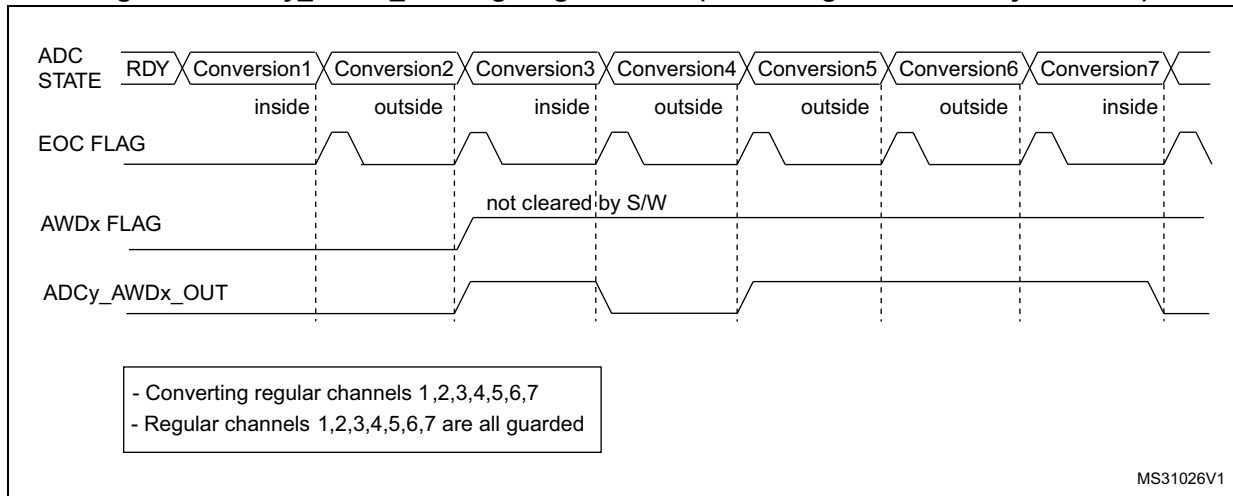 ADC
STATE
RDY Conversion1 Conversion2 Conversion3 Conversion4 Conversion5 Conversion6 Conversion7
inside outside inside outside outside outside inside
EOC FLAG
not cleared by S/W
AWDx FLAG
ADCy_AWDx_OUT
- Converting regular channels 1,2,3,4,5,6,7
- Regular channels 1,2,3,4,5,6,7 are all guarded
MS31026V1